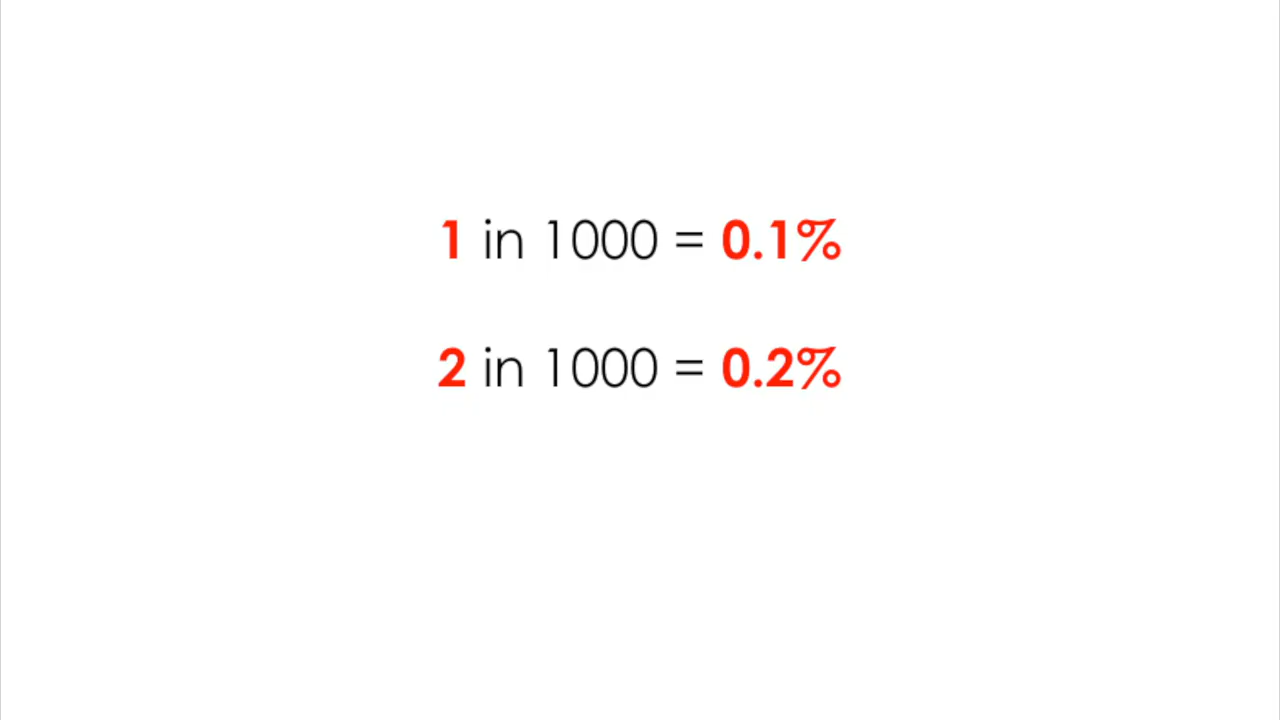 1 in 1000 = 0.1%
2 in 1000 = 0.2%